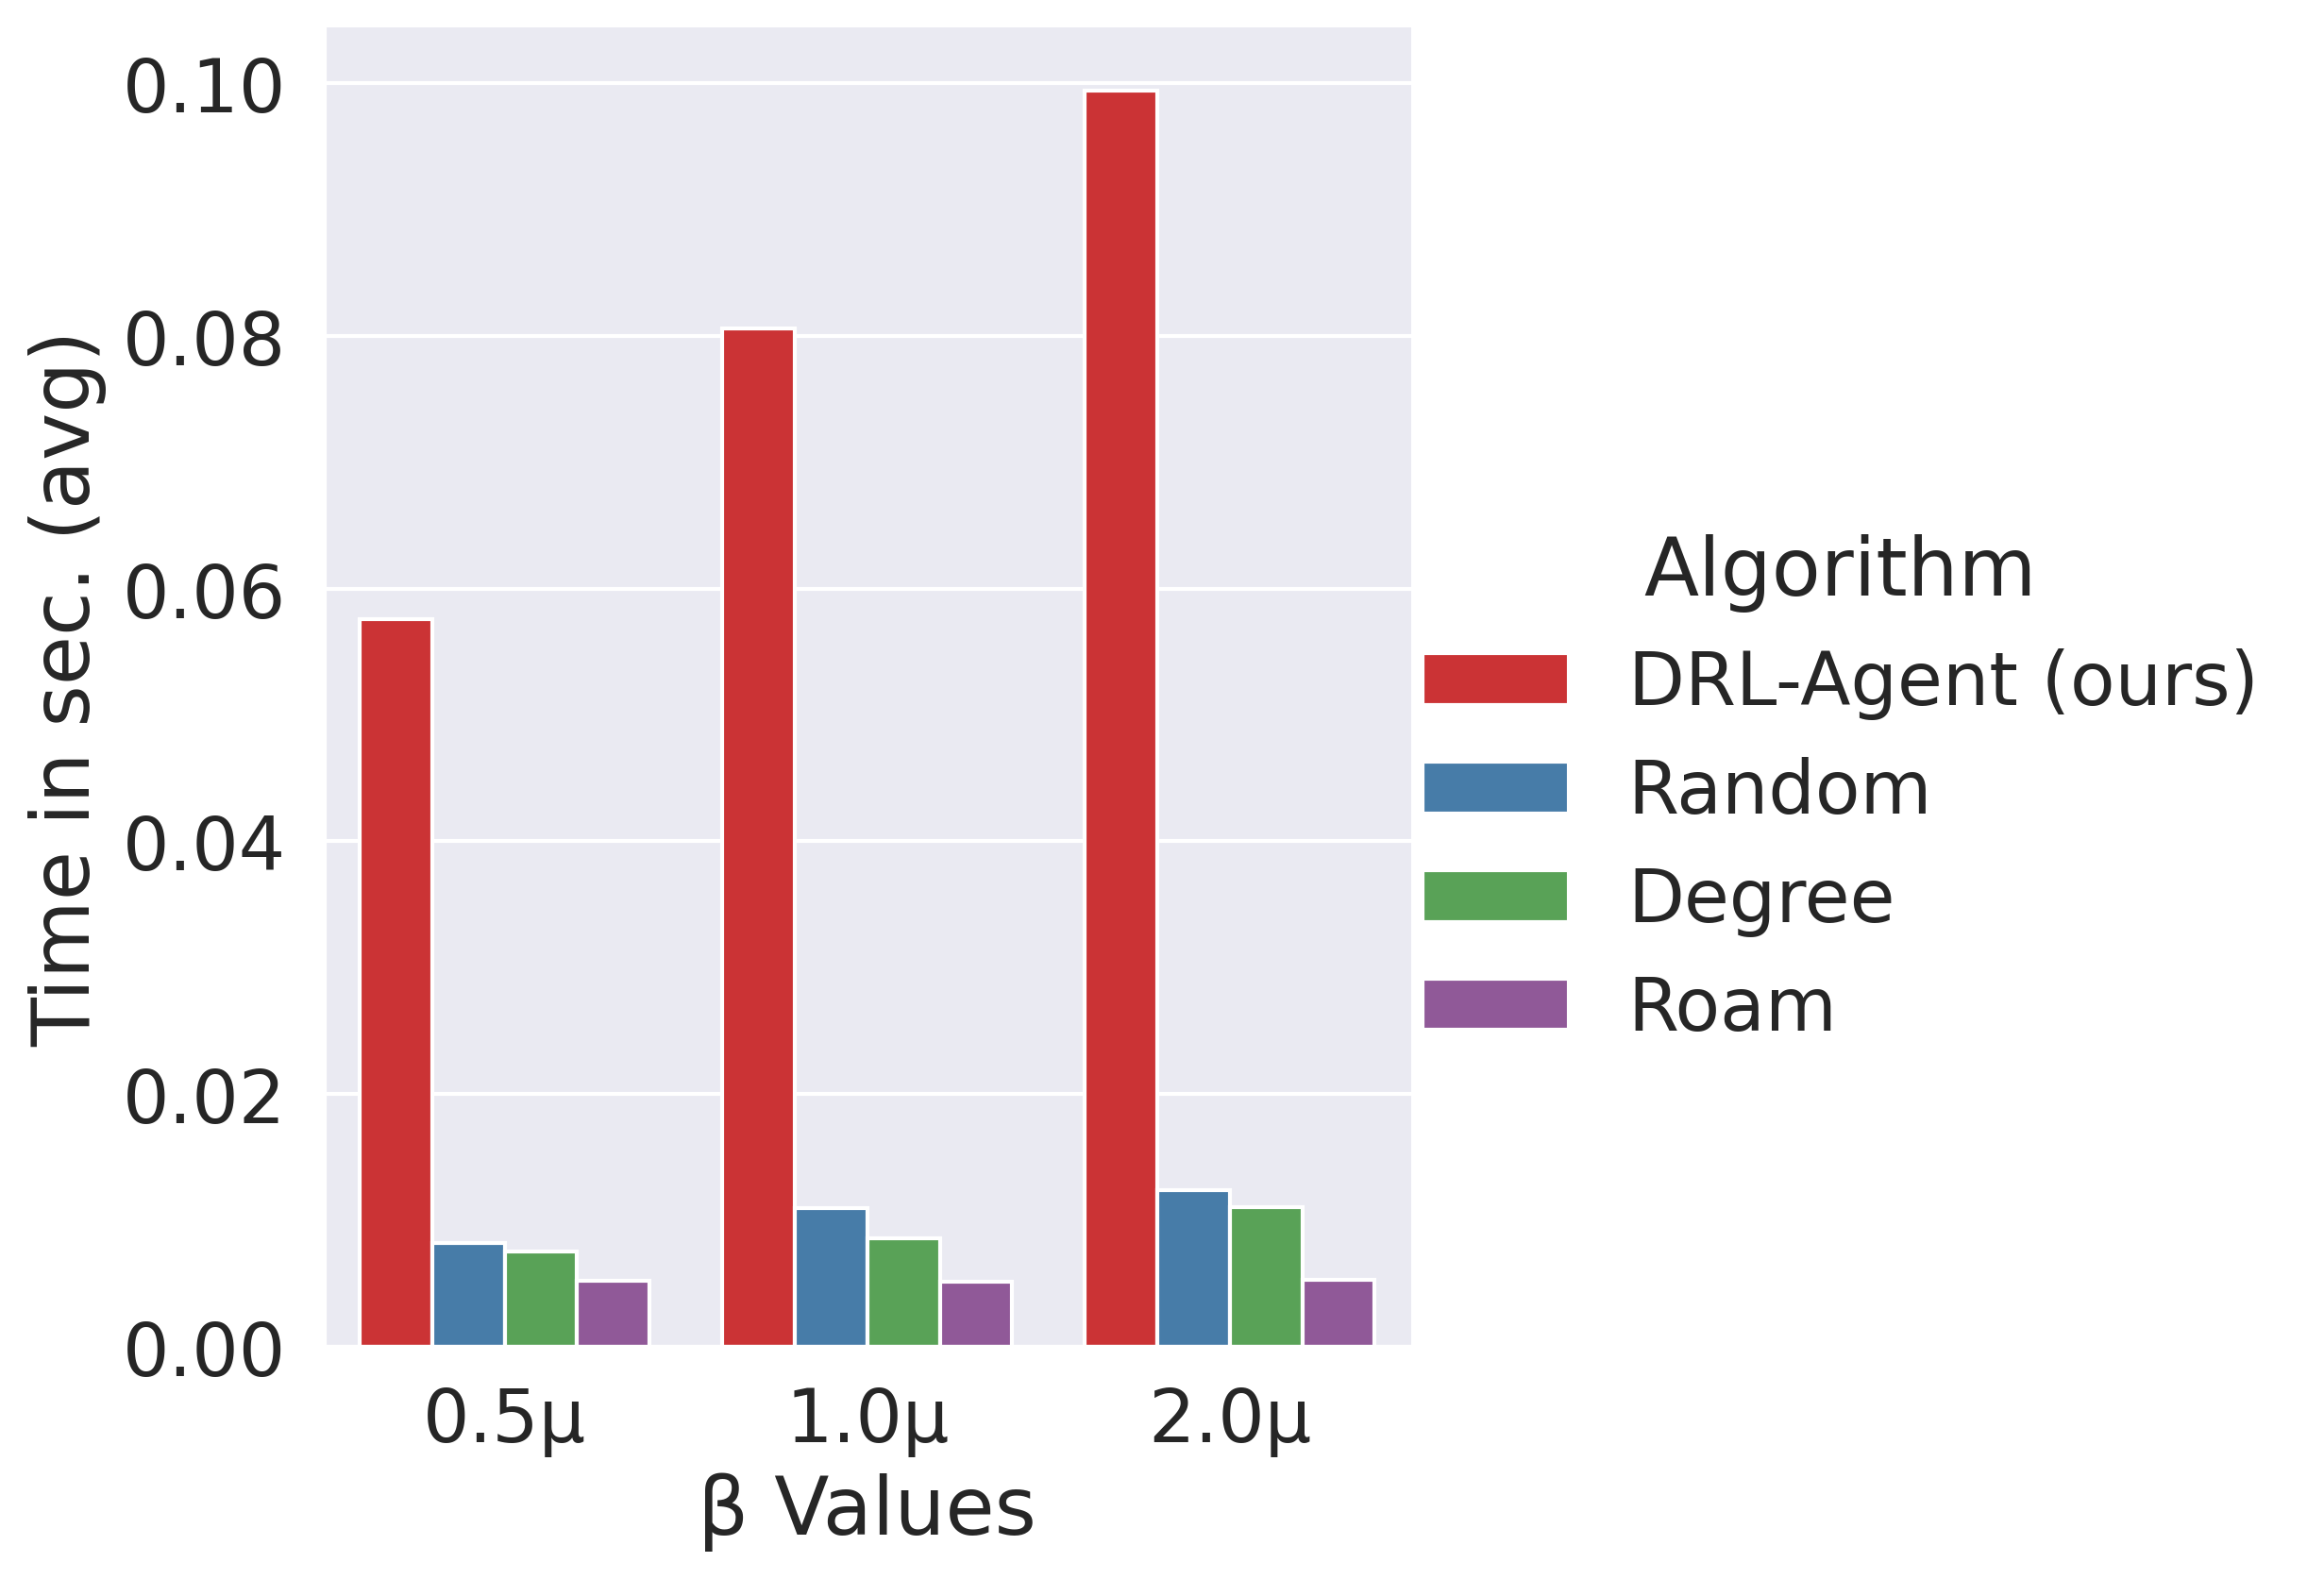 0.10
0.08
0.06
0.04
0.02
0.00
Time in sec. (avg)
0.5μ 1.0μ 2.0μ
β Values
Algorithm
DRL-Agent (ours)
Random
Degree
Roam